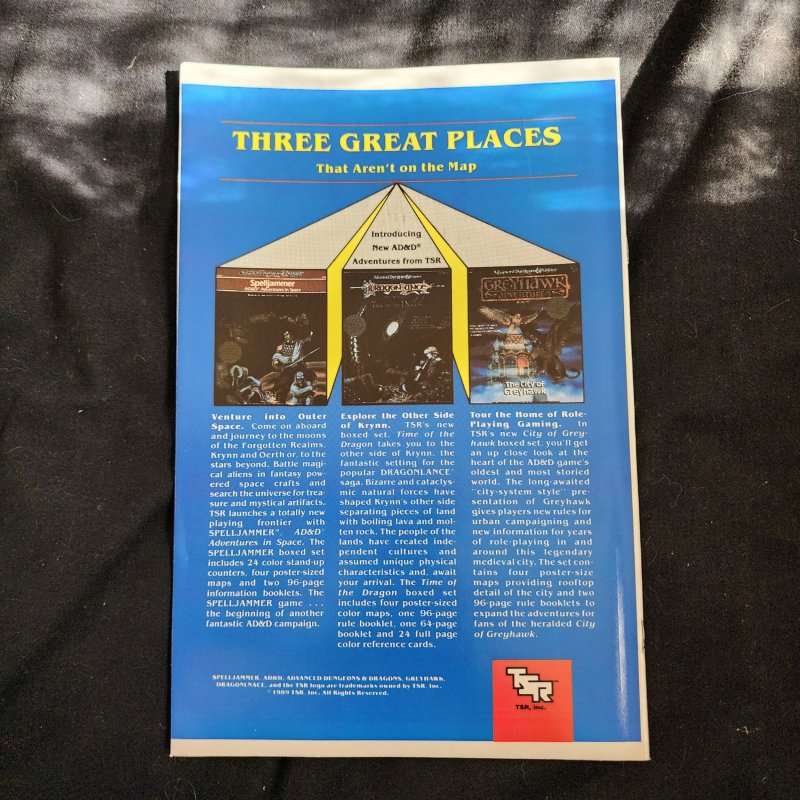 THREE GREAT PLACES
That Aren't on the Map
Introducing
New AD&D®
Adventures from TSR
Advanced Dungeons & Dragons
Spelljammer
AD&D Adventures in Space
Advanced Dungeons & Dragons
DRAGONLANCE
Advanced Dungeons & Dragons
GREYHAWK
ADVENTURES
The City of
Greyhawk
Venture into Outer
Space. Come on aboard
and journey to the moons
of the Forgotten Realms,
Krynn and Oerth or, to the
stars beyond. Battle magi-
cal aliens in fantasy pow-
ered space crafts and
search the universe for trea-
sure and mystical artifacts.
TSR launches a totally new
playing frontier with
SPELLJAMMER™, AD&D®
Adventures in Space. The
SPELLJAMMER boxed set
includes 24 color stand-up
counters, four poster-sized
maps and two 96-page
information booklets. The
SPELLJAMMER game . . .
the beginning of another
fantastic AD&D campaign.
Explore the Other Side
of Krynn. TSR's new
boxed set, Time of the
Dragon takes you to the
other side of Krynn, the
fantastic setting for the
popular DRAGONLANCE®
saga. Bizarre and cataclys-
mic natural forces have
shaped Krynn's other side
separating pieces of land
with boiling lava and mol-
ten rock. The people of the
lands have created inde-
pendent cultures and
assumed unique physical
characteristics and, await
your arrival. The Time of
the Dragon boxed set
includes four poster-sized
color maps, one 96-page
rule booklet, one 64-page
booklet and 24 full page
color reference cards.
Tour the Home of Role-
Playing Gaming. In
TSR's new City of Grey-
hawk boxed set, you'll get
an up close look at the
heart of the AD&D game's
oldest and most storied
world. The long-awaited
"city-system style" pre-
sentation of Greyhawk
gives players new rules for
urban campaigning and
new information for years
of role-playing in and
around this legendary
medieval city. The set con-
tains four poster-size
maps providing rooftop
detail of the city and two
96-page rule booklets to
expand the adventures for
fans of the heralded City
of Greyhawk.
SPELLJAMMER, AD&D, ADVANCED DUNGEONS & DRAGONS, GREYHAWK,
DRAGONLNACE, and the TSR logo are trademarks owned by TSR, Inc.
©1989 TSR, Inc. All Rights Reserved.
TSR™
TSR, Inc.